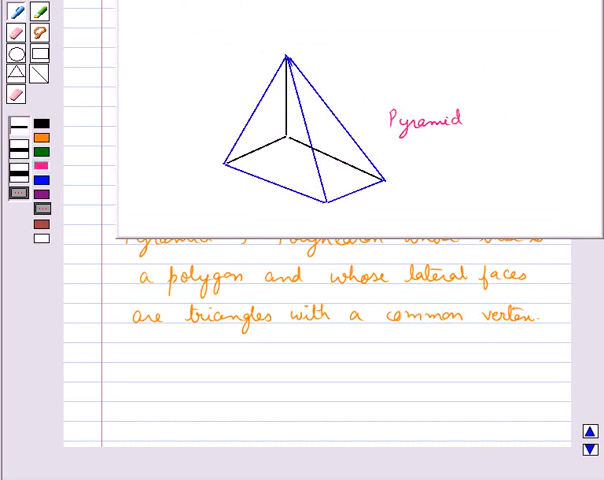 Pyramid
a polygon and whose lateral faces
are triangles with a common vertex.